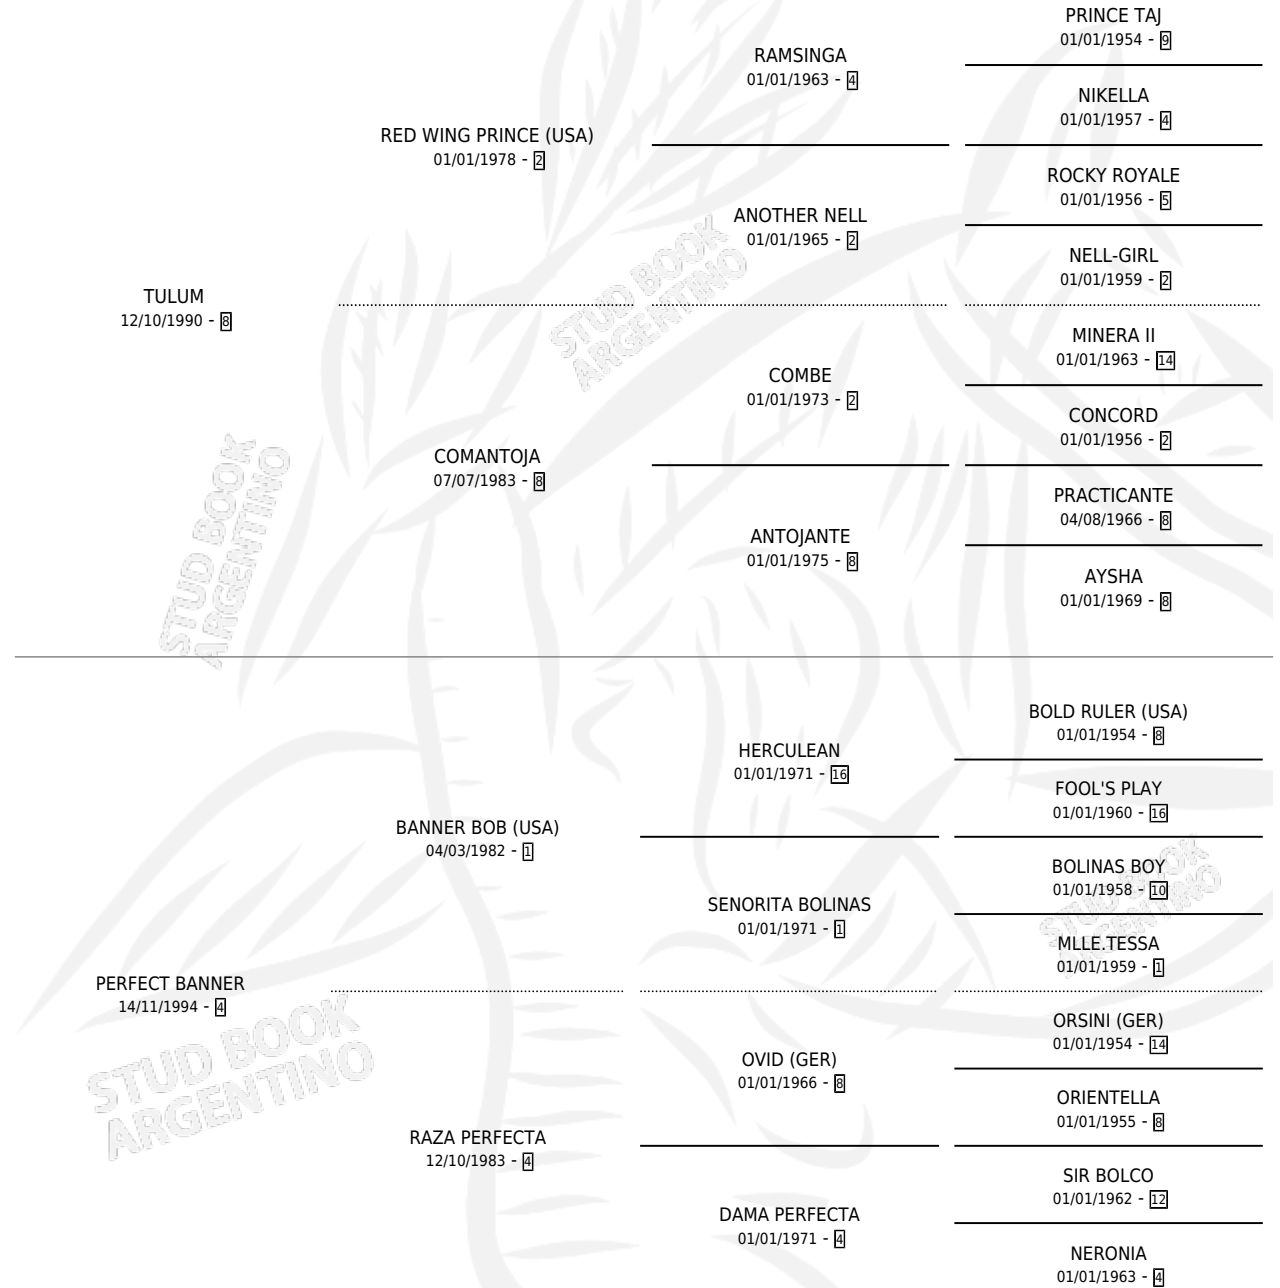 PRINCE TAJ
01/01/1954 - 9
RAMSINGA
01/01/1963 - 4
NIKELLA
01/01/1957 - 4
RED WING PRINCE (USA)
01/01/1978 - 2
ROCKY ROYALE
01/01/1956 - 5
ANOTHER NELL
01/01/1965 - 2
NELL-GIRL
01/01/1959 - 2
TULUM
12/10/1990 - 8
MINERA II
01/01/1963 - 14
COMBE
01/01/1973 - 2
CONCORD
01/01/1956 - 2
COMANTOJA
07/07/1983 - 8
PRACTICANTE
04/08/1966 - 8
ANTOJANTE
01/01/1975 - 8
AYSHA
01/01/1969 - 8
STUD BOOK
ARGENTINO
STUD BOOK
ARGENTINO
BOLD RULER (USA)
01/01/1954 - 8
HERCULEAN
01/01/1971 - 16
FOOL'S PLAY
01/01/1960 - 16
BANNER BOB (USA)
04/03/1982 - 1
BOLINAS BOY
01/01/1958 - 10
SENORITA BOLINAS
01/01/1971 - 1
MLLE.TESSA
01/01/1959 - 1
PERFECT BANNER
14/11/1994 - 4
ORSINI (GER)
01/01/1954 - 14
OVID (GER)
01/01/1966 - 8
ORIENTELLA
01/01/1955 - 8
RAZA PERFECTA
12/10/1983 - 4
SIR BOLCO
01/01/1962 - 12
DAMA PERFECTA
01/01/1971 - 4
NERONIA
01/01/1963 - 4
STUD BOOK
ARGENTINO
STUD BOOK
ARGENTINO